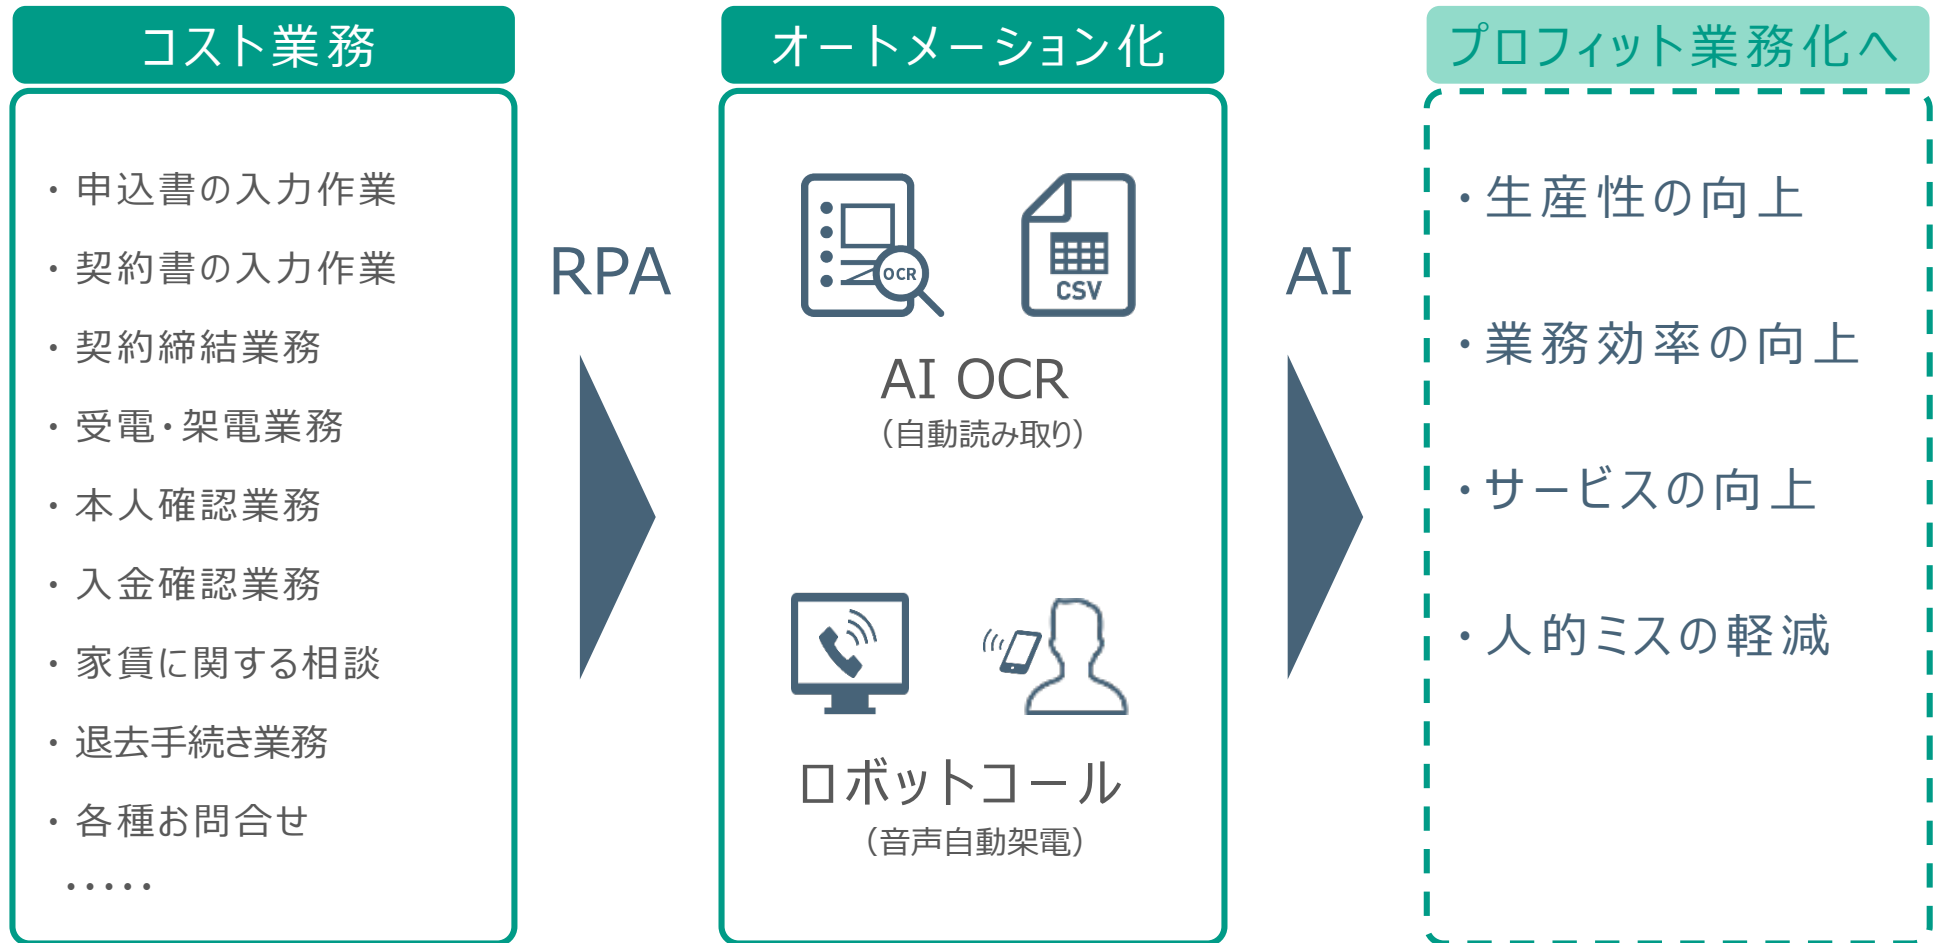 コスト業務
・申込書の入力作業
・契約書の入力作業
・契約締結業務
・受電・架電業務
・本人確認業務
・入金確認業務
・家賃に関する相談
・退去手続き業務
・各種お問合せ
・・・・・
RPA
オートメーション化
OCR
CSV
AI OCR
（自動読み取り）
ロボットコール
（音声自動架電）
AI
プロフィット業務化へ
・生産性の向上
・業務効率の向上
・サービスの向上
・人的ミスの軽減